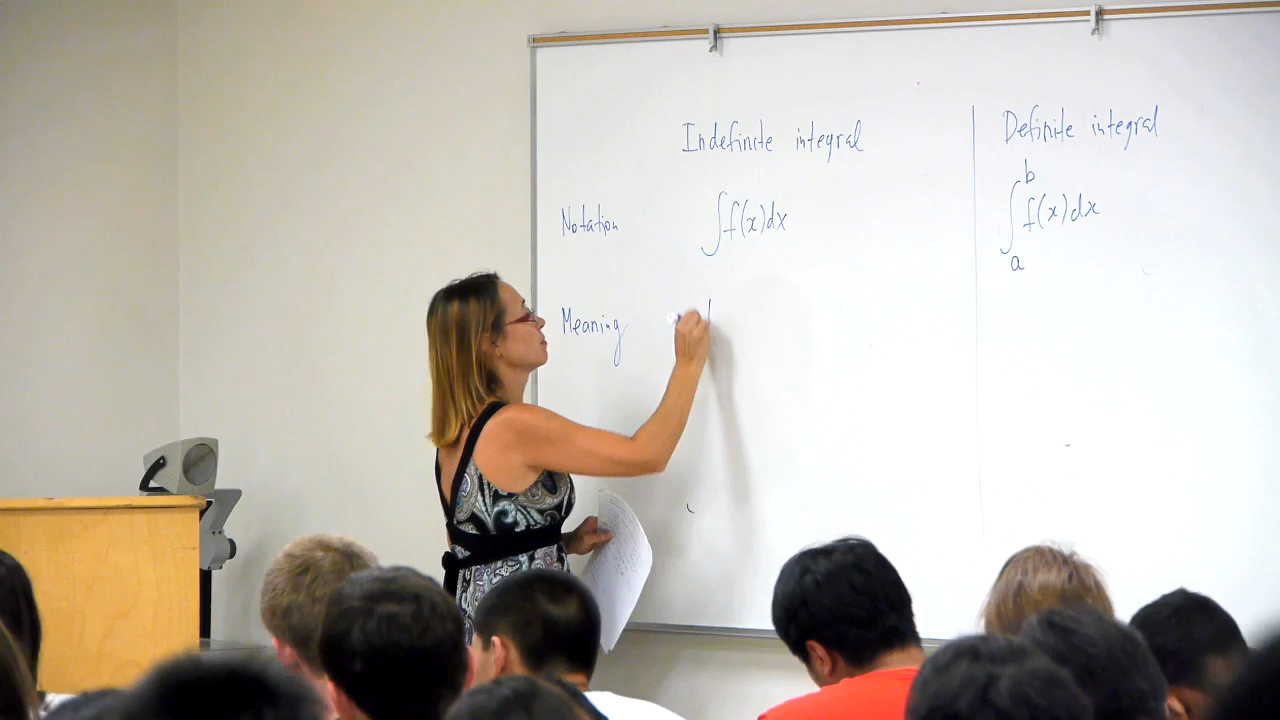 Indefinite integral
Definite integral
Notation
∫f(x)dx
∫_a^b f(x)dx
Meaning